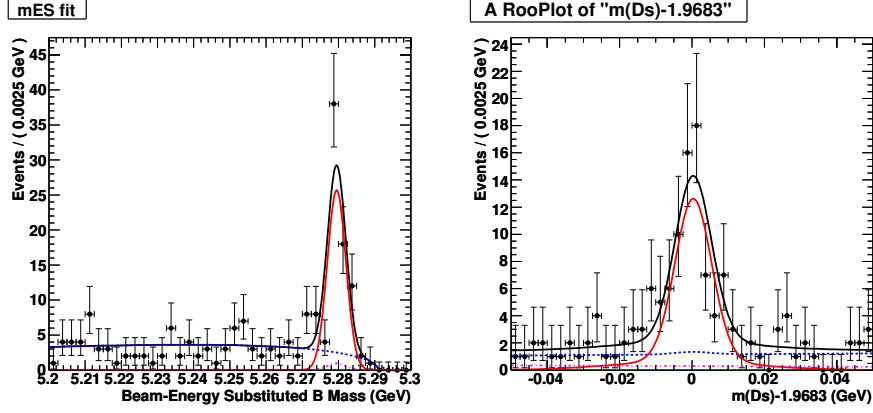 mES fit
Events / ( 0.0025 GeV )
45
40
35
30
25
20
15
10
5
0
5.2 5.21 5.22 5.23 5.24 5.25 5.26 5.27 5.28 5.29 5.3
Beam-Energy Substituted B Mass (GeV)
A RooPlot of "m(Ds)-1.9683"
Events / ( 0.0025 GeV )
24
22
20
18
16
14
12
10
8
6
4
2
0
-0.04 -0.02 0 0.02 0.04
m(Ds)-1.9683 (GeV)